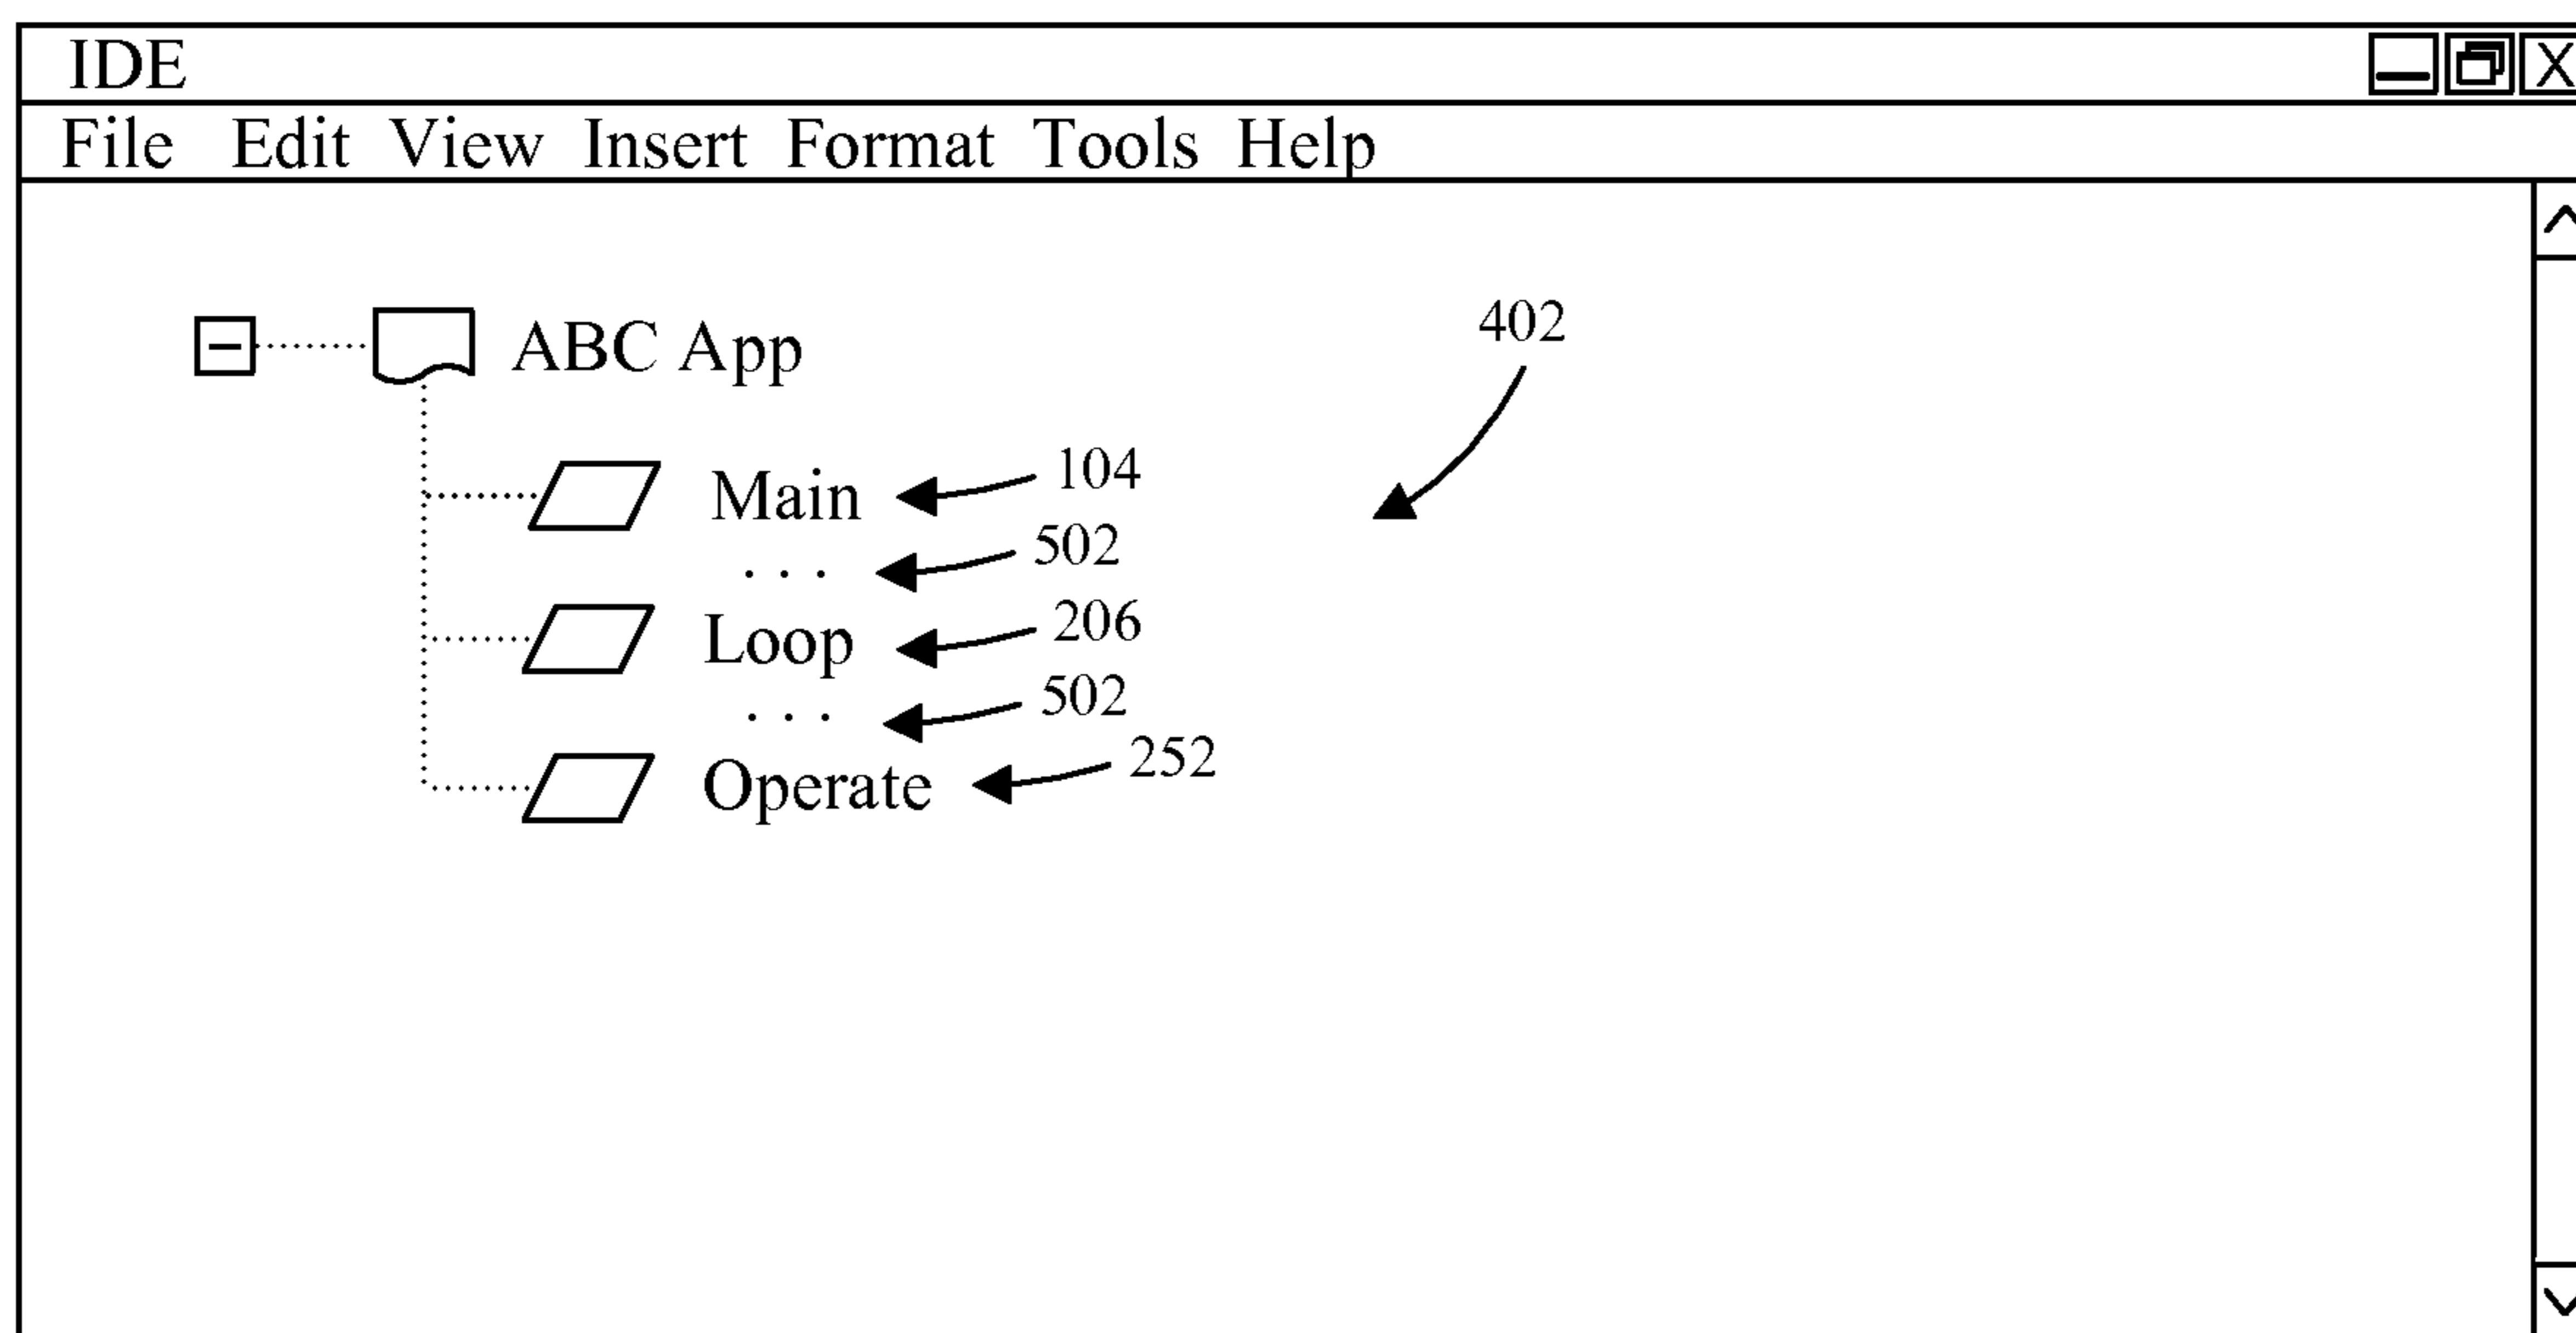 IDE
File Edit View Insert Format Tools Help
ABC App
402
Main 104
. . . 502
Loop 206
. . . 502
Operate 252